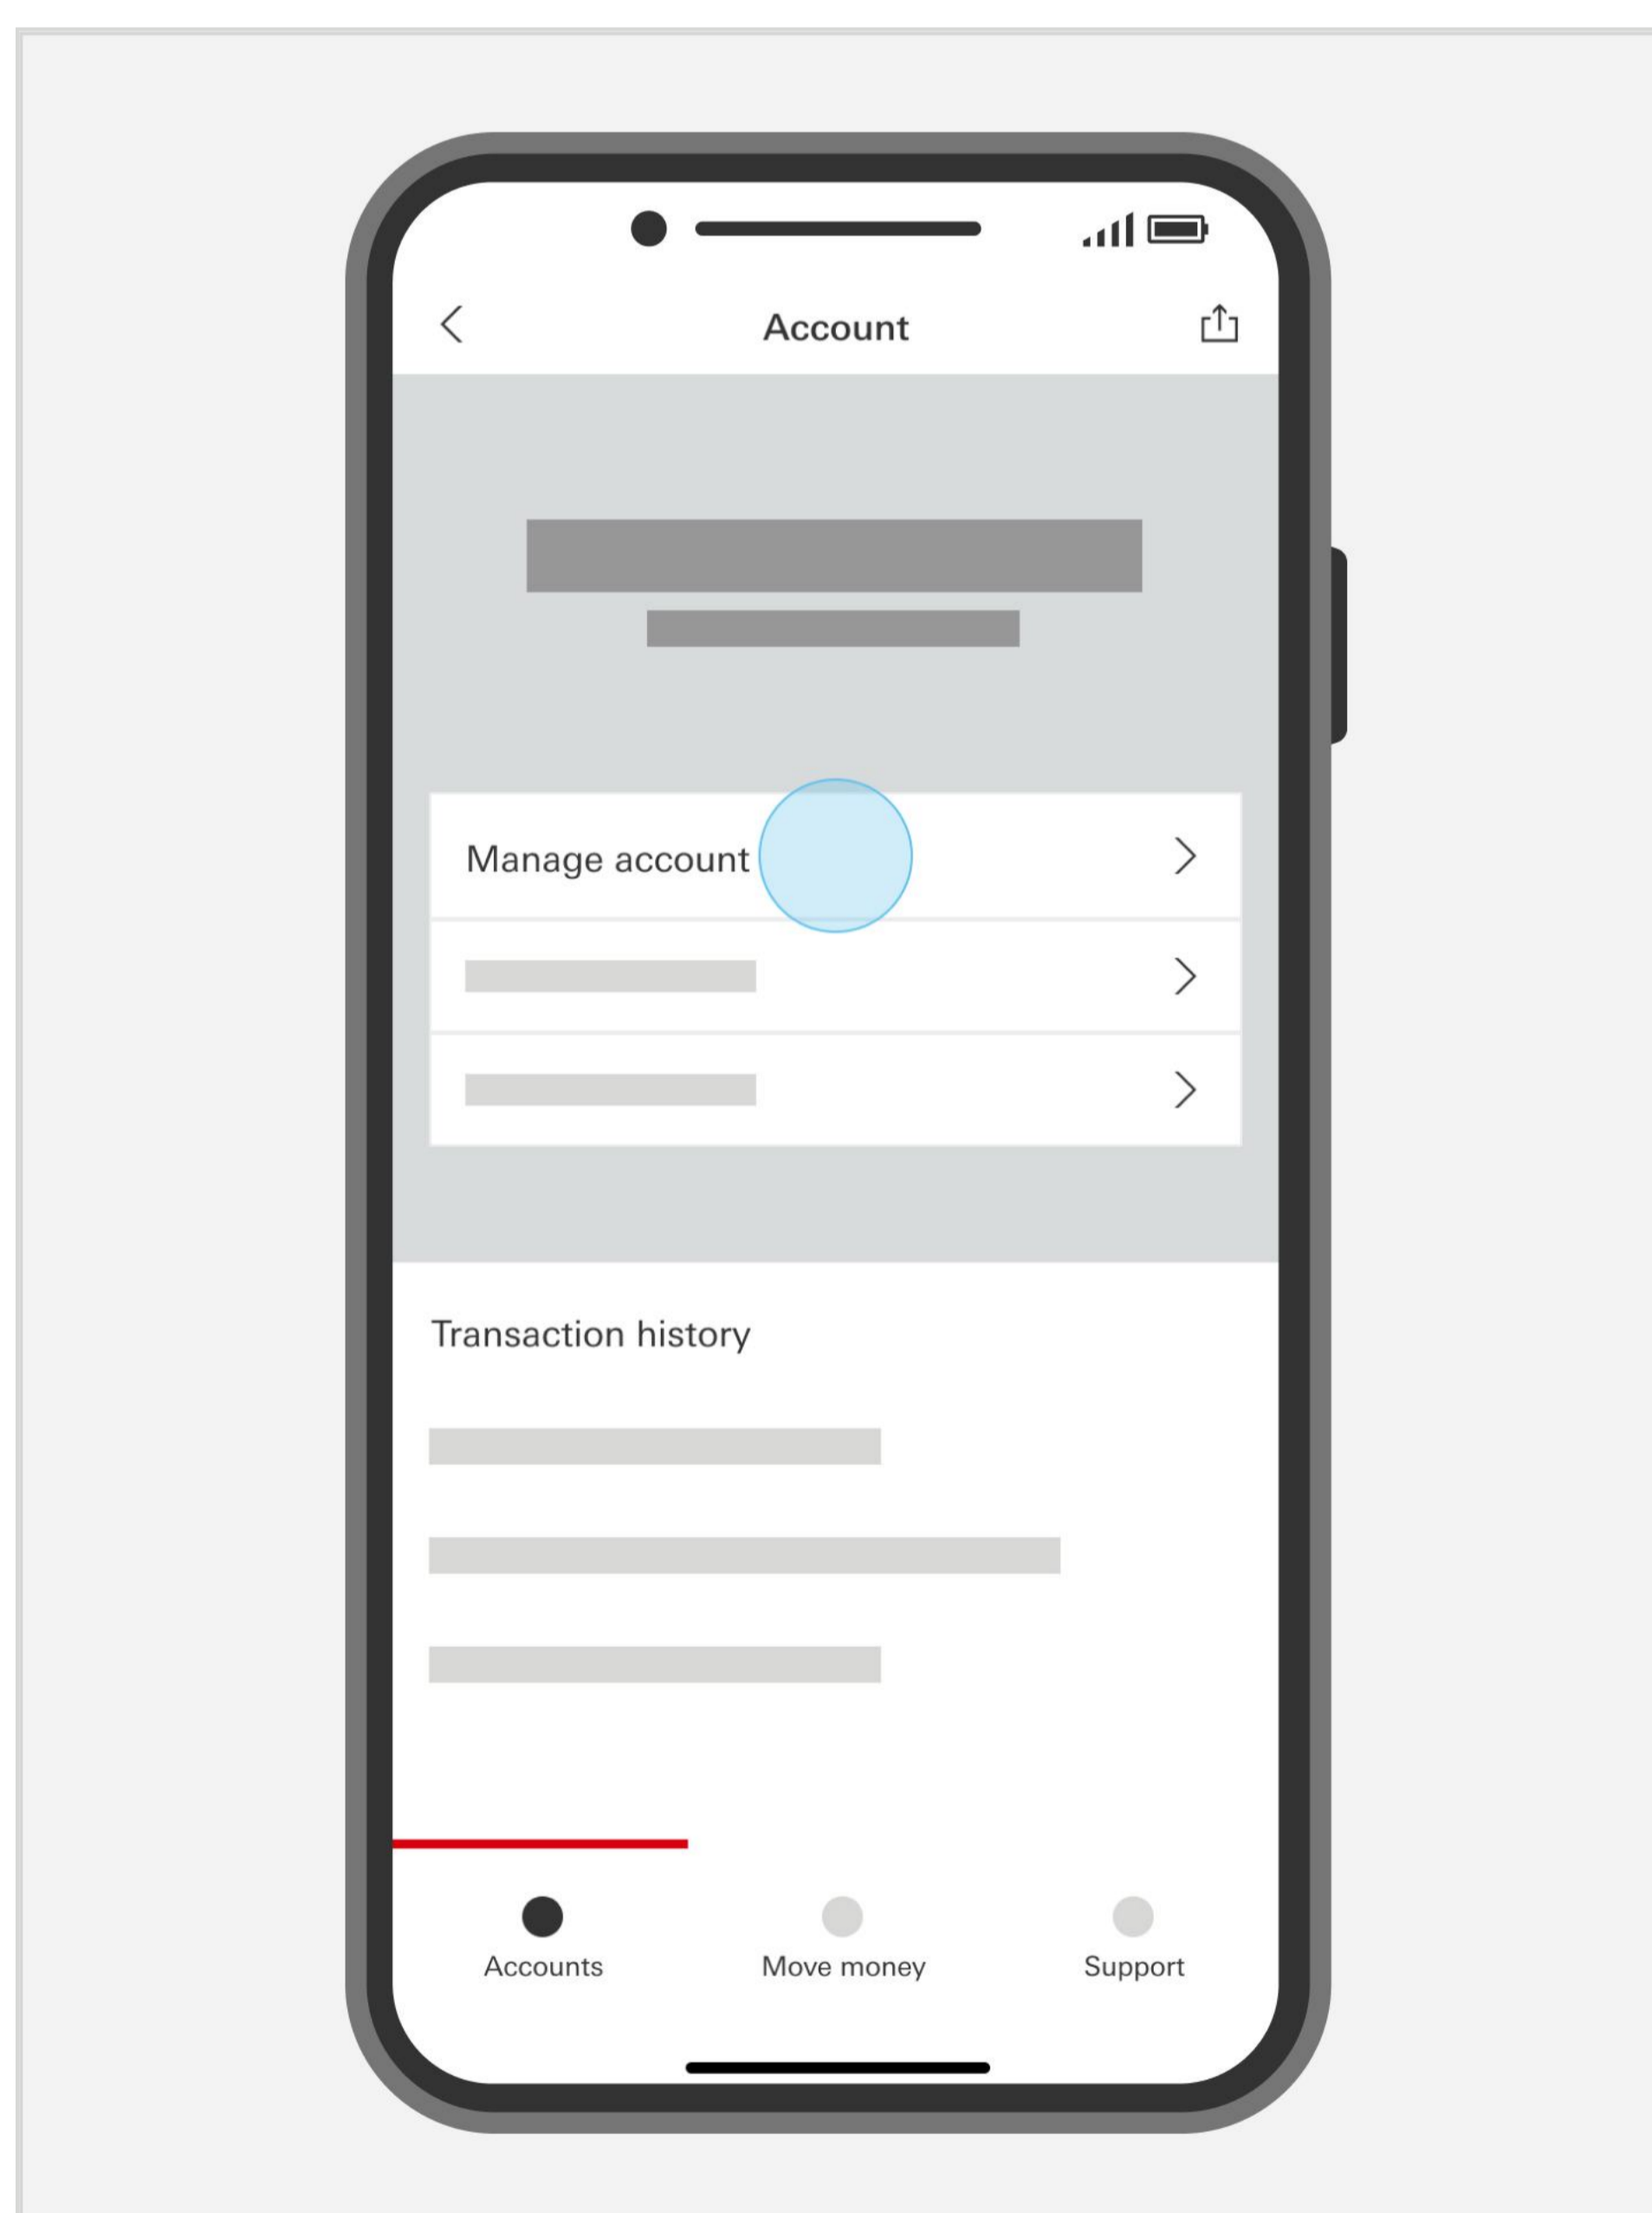 Account
Manage account
Transaction history
Accounts
Move money
Support